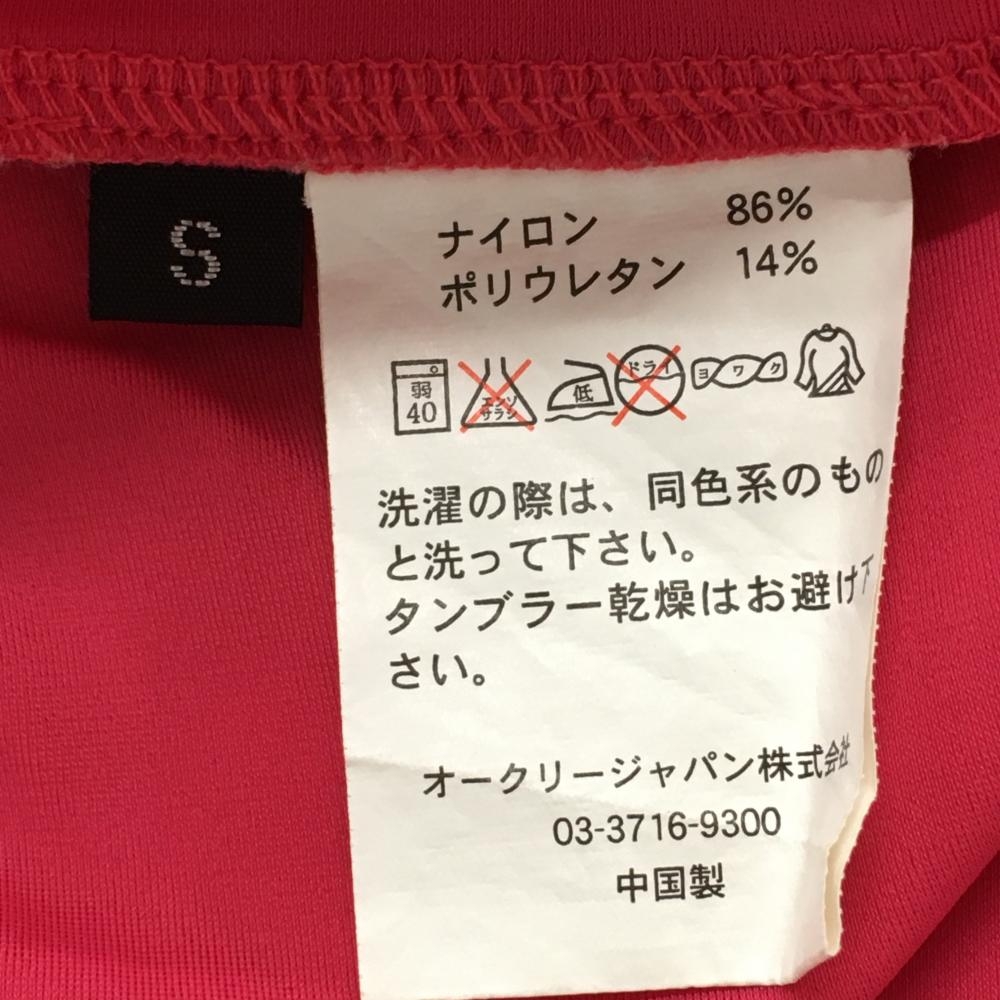 S
ナイロン 86%
ポリウレタン 14%
弱
40
エンソ
サラシ
低
ドライ
ヨワク
洗濯の際は、同色系のもの
と洗って下さい。
タンブラー乾燥はお避け下
さい。
オークリージャパン株式会社
03-3716-9300
中国製